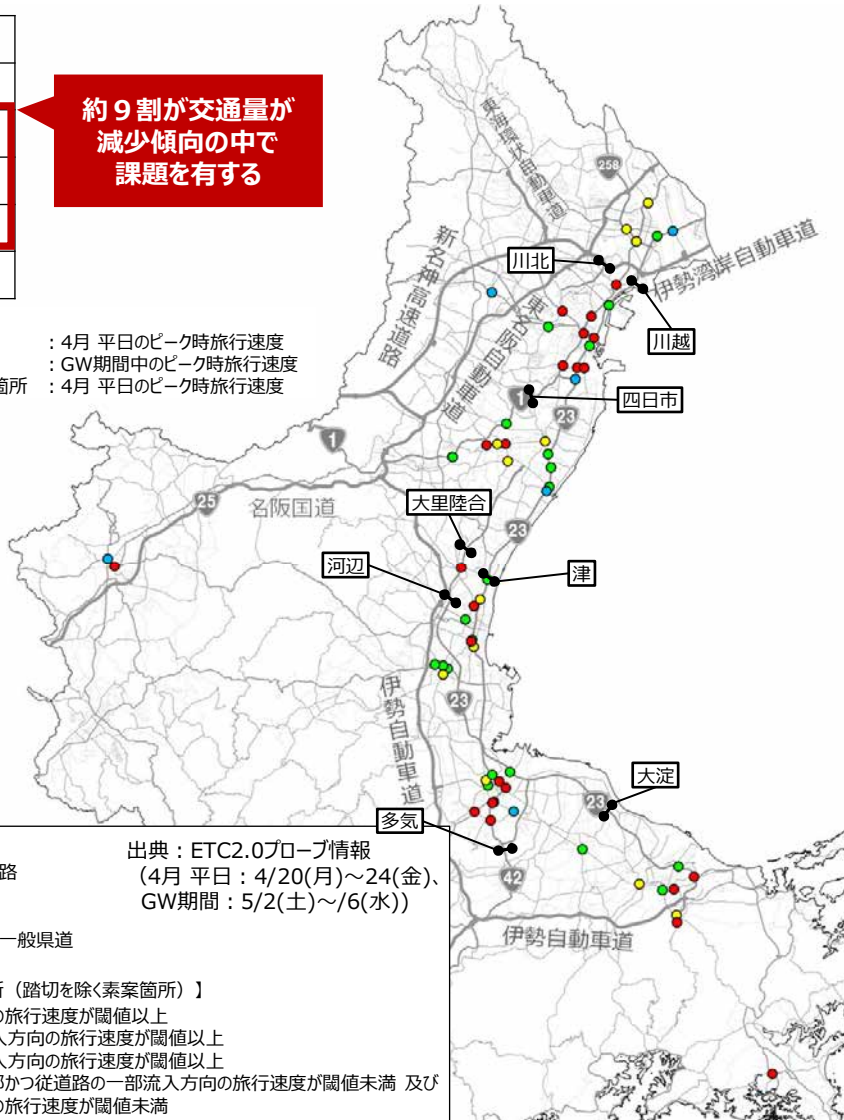 約９割が交通量が
減少傾向の中で
課題を有する
：4月 平日のピーク時旅行速度
：GW期間中のピーク時旅行速度
箇所 ：4月 平日のピーク時旅行速度
東海環状自動車道
258
新名神高速道路
川北
伊勢湾岸自動車道
東名阪自動車道
川越
1
四日市
23
1
25
名阪国道
大里睦合
23
河辺
津
伊勢自動車道
23
大淀
23
多気
42
伊勢自動車道
出典：ETC2.0プローブ情報
（4月 平日：4/20(月)～24(金)、
GW期間：5/2(土)～/6(水)）
路
一般県道
所（踏切を除く素案箇所）】
の旅行速度が閾値以上
入方向の旅行速度が閾値以上
入方向の旅行速度が閾値以上
部かつ従道路の一部流入方向の旅行速度が閾値未満 及び
の旅行速度が閾値未満